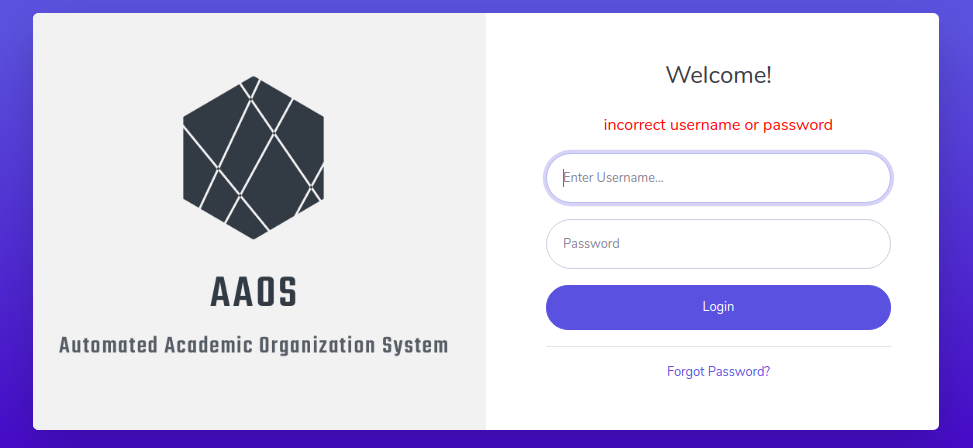 AAOS
Automated Academic Organization System
Welcome!
incorrect username or password
Enter Username...
Password
Login
Forgot Password?